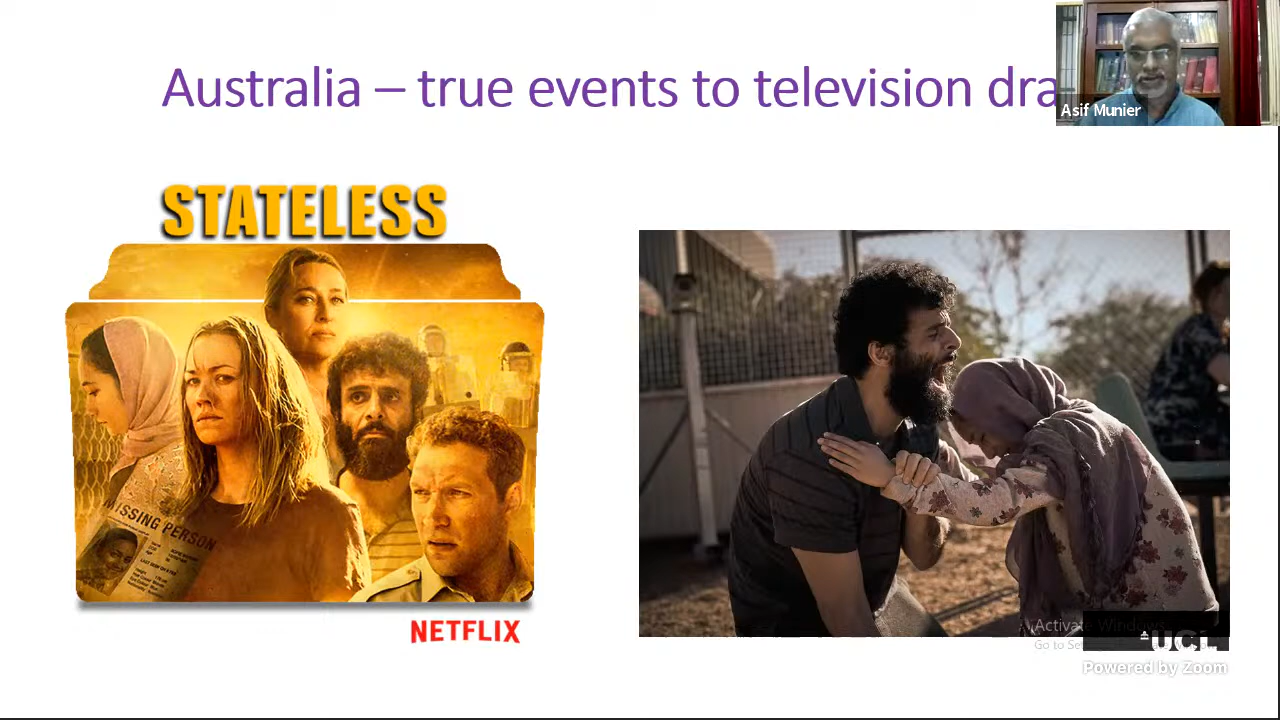 Australia – true events to television dra
Asif Munier
STATELESS
MISSING PERSON
NETFLIX
Activate Windows
Go to Se
UCL
Powered by Zoom